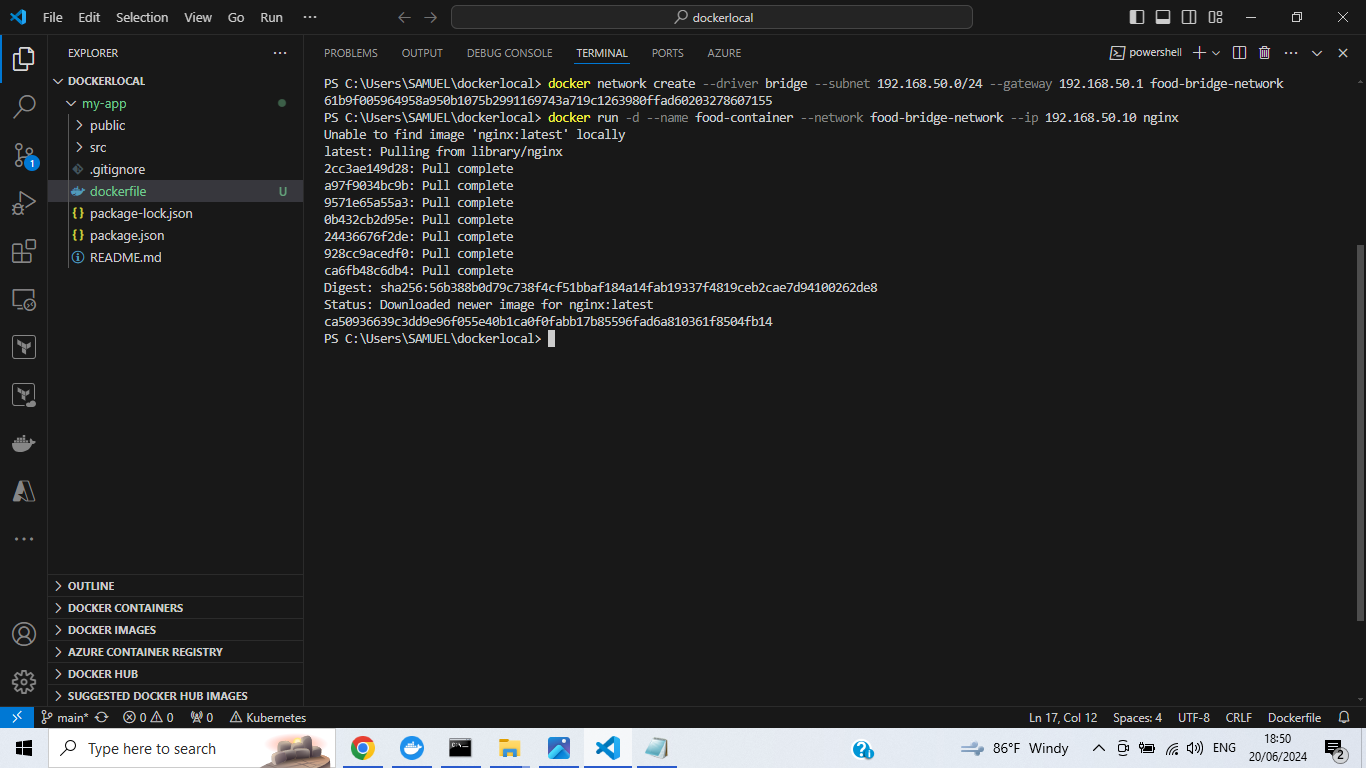 File Edit Selection View Go Run ···
dockerlocal
EXPLORER
DOCKERLOCAL
my-app
public
src
.gitignore
dockerfile U
package-lock.json
package.json
README.md
1
OUTLINE
DOCKER CONTAINERS
DOCKER IMAGES
AZURE CONTAINER REGISTRY
DOCKER HUB
SUGGESTED DOCKER HUB IMAGES
PROBLEMS OUTPUT DEBUG CONSOLE TERMINAL PORTS AZURE
powershell
PS C:\Users\SAMUEL\dockerlocal> docker network create --driver bridge --subnet 192.168.50.0/24 --gateway 192.168.50.1 food-bridge-network
61b9f005964958a950b1075b2991169743a719c1263980ffad60203278607155
PS C:\Users\SAMUEL\dockerlocal> docker run -d --name food-container --network food-bridge-network --ip 192.168.50.10 nginx
Unable to find image 'nginx:latest' locally
latest: Pulling from library/nginx
2cc3ae149d28: Pull complete
a97f9034bc9b: Pull complete
9571e65a55a3: Pull complete
0b432cb2d95e: Pull complete
24436676f2de: Pull complete
928cc9acedf0: Pull complete
ca6fb48c6db4: Pull complete
Digest: sha256:56b388b0d79c738f4cf51bbaf184a14fab19337f4819ceb2cae7d94100262de8
Status: Downloaded newer image for nginx:latest
ca50936639c3dd9e96f055e40b1ca0f0fabb17b85596fad6a810361f8504fb14
PS C:\Users\SAMUEL\dockerlocal>
main* 0 0 0 Kubernetes
Ln 17, Col 12 Spaces: 4 UTF-8 CRLF Dockerfile
Type here to search
86°F Windy
ENG
18:50
20/06/2024
2